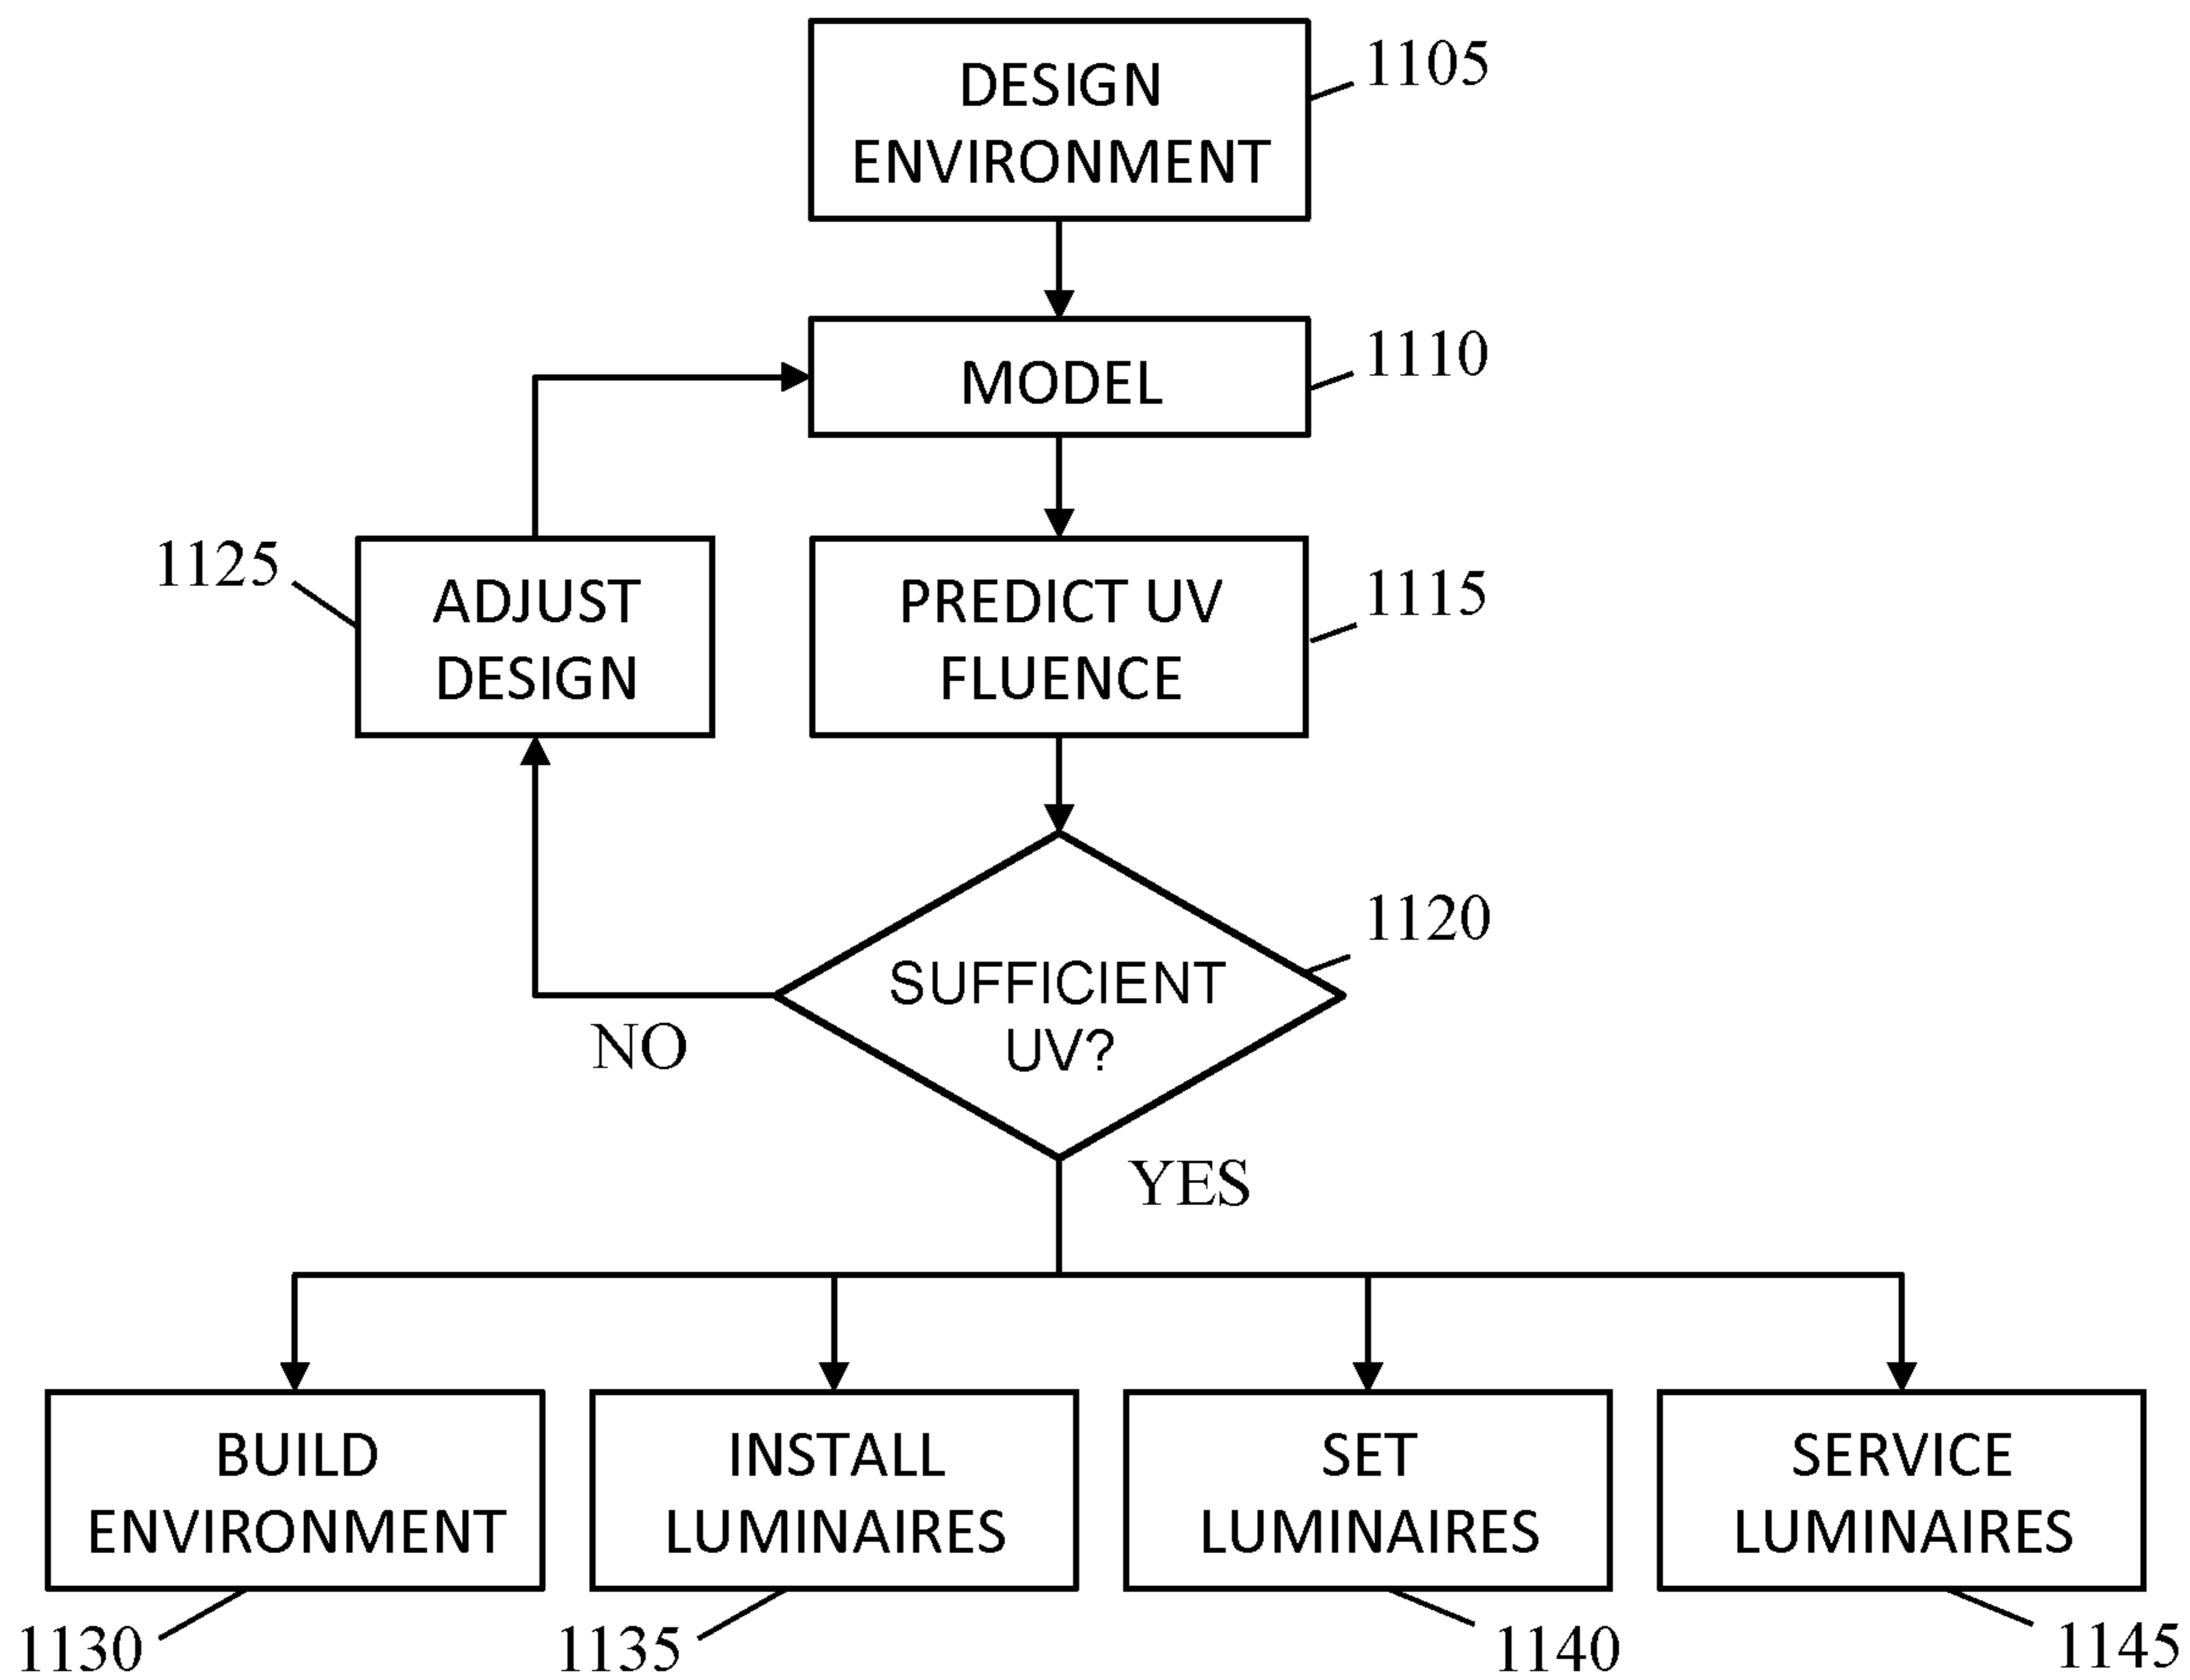 DESIGN
ENVIRONMENT
1105
MODEL
1110
1125
ADJUST
DESIGN
PREDICT UV
FLUENCE
1115
1120
SUFFICIENT
UV?
NO
YES
BUILD
ENVIRONMENT
INSTALL
LUMINAIRES
SET
LUMINAIRES
SERVICE
LUMINAIRES
1130
1135
1140
1145